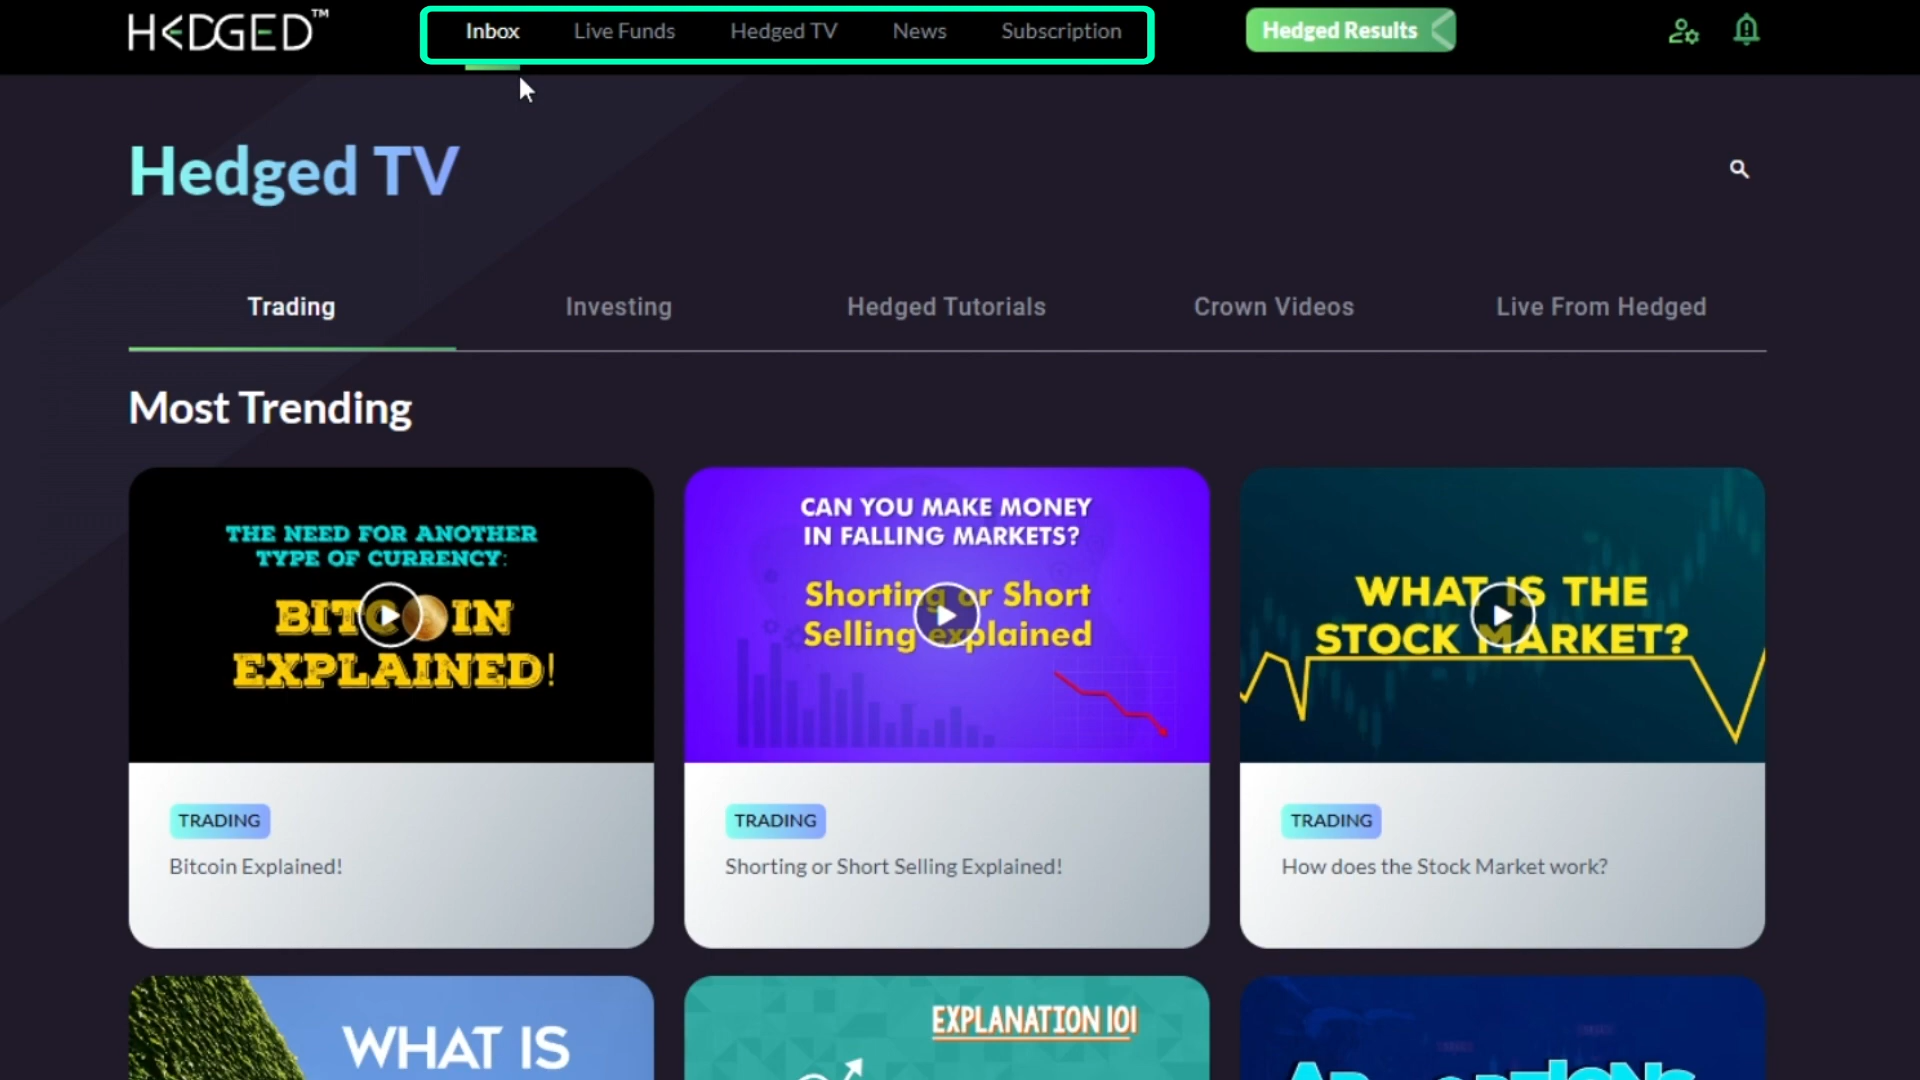 HEDGED™
Inbox Live Funds Hedged TV News Subscription
Hedged Results
Hedged TV
Trading Investing Hedged Tutorials Crown Videos Live From Hedged
Most Trending
THE NEED FOR ANOTHER
TYPE OF CURRENCY:
BITCOIN
EXPLAINED!
TRADING
Bitcoin Explained!
CAN YOU MAKE MONEY
IN FALLING MARKETS?
Shorting or Short
Selling explained
TRADING
Shorting or Short Selling Explained!
WHAT IS THE
STOCK MARKET?
TRADING
How does the Stock Market work?
WHAT IS
EXPLANATION 101